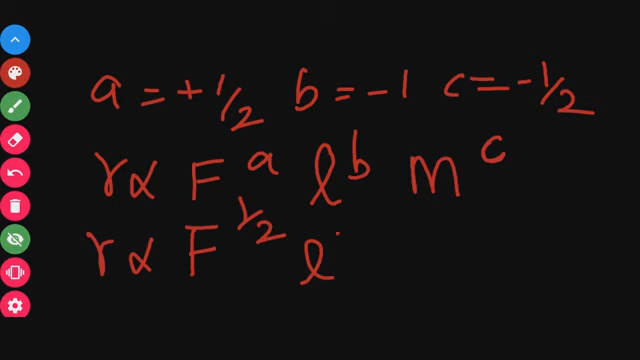 a = + 1/2 b = - 1 c = - 1/2
γ ∝ F^a l^b m^c
γ ∝ F^1/2 l